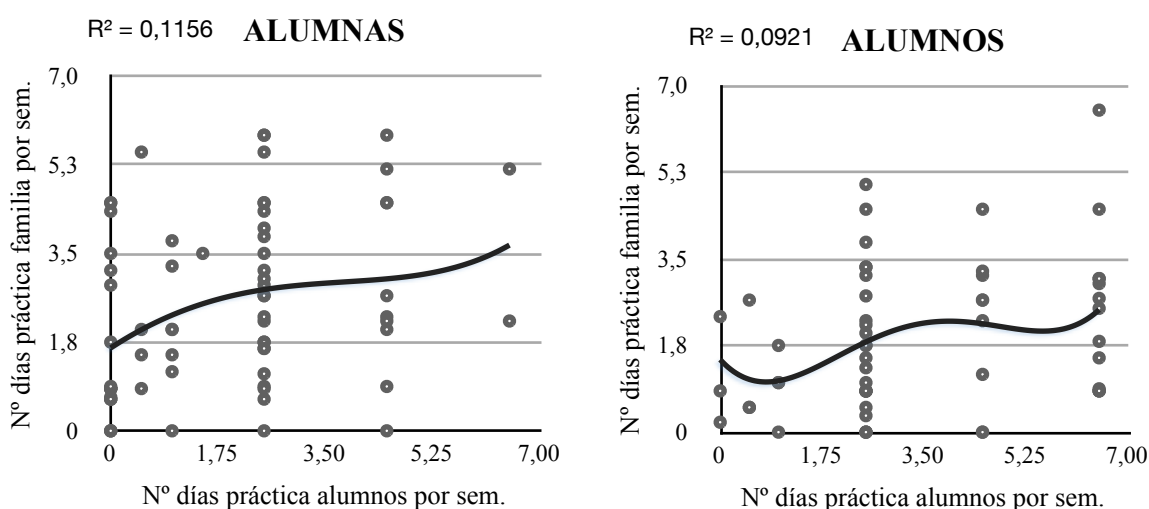 R² = 0,1156 ALUMNAS
Nº días práctica familia por sem.
7,0
5,3
3,5
1,8
0
0 1,75 3,50 5,25 7,00
Nº días práctica alumnos por sem.
R² = 0,0921 ALUMNOS
Nº días práctica familia por sem.
7,0
5,3
3,5
1,8
0
0 1,75 3,50 5,25 7,00
Nº días práctica alumnos por sem.